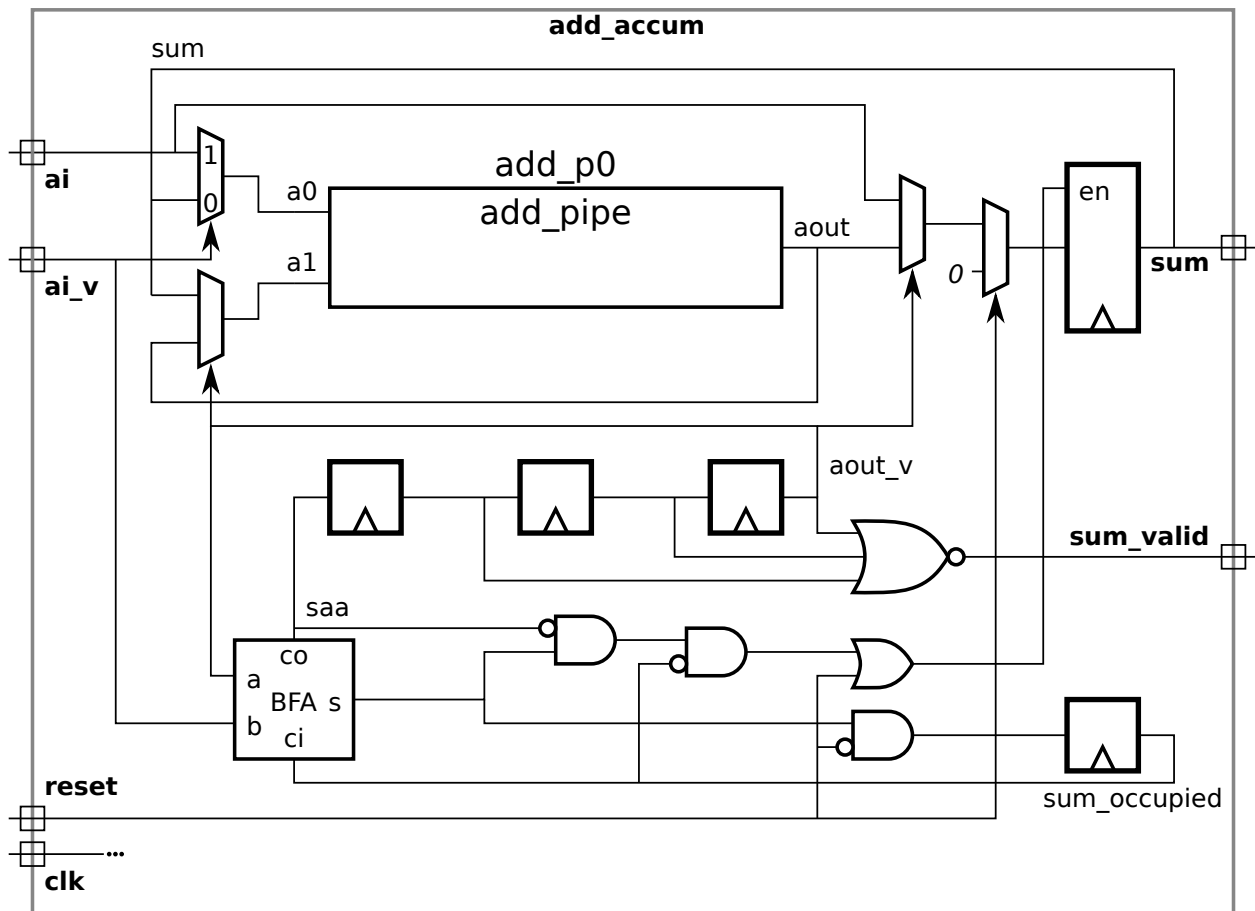 add_accum
sum
ai
1
0
a0
add_p0
add_pipe
aout
en
sum
ai_v
a1
0
aout_v
sum_valid
saa
co
a
BFA s
b
ci
reset
sum_occupied
clk
...